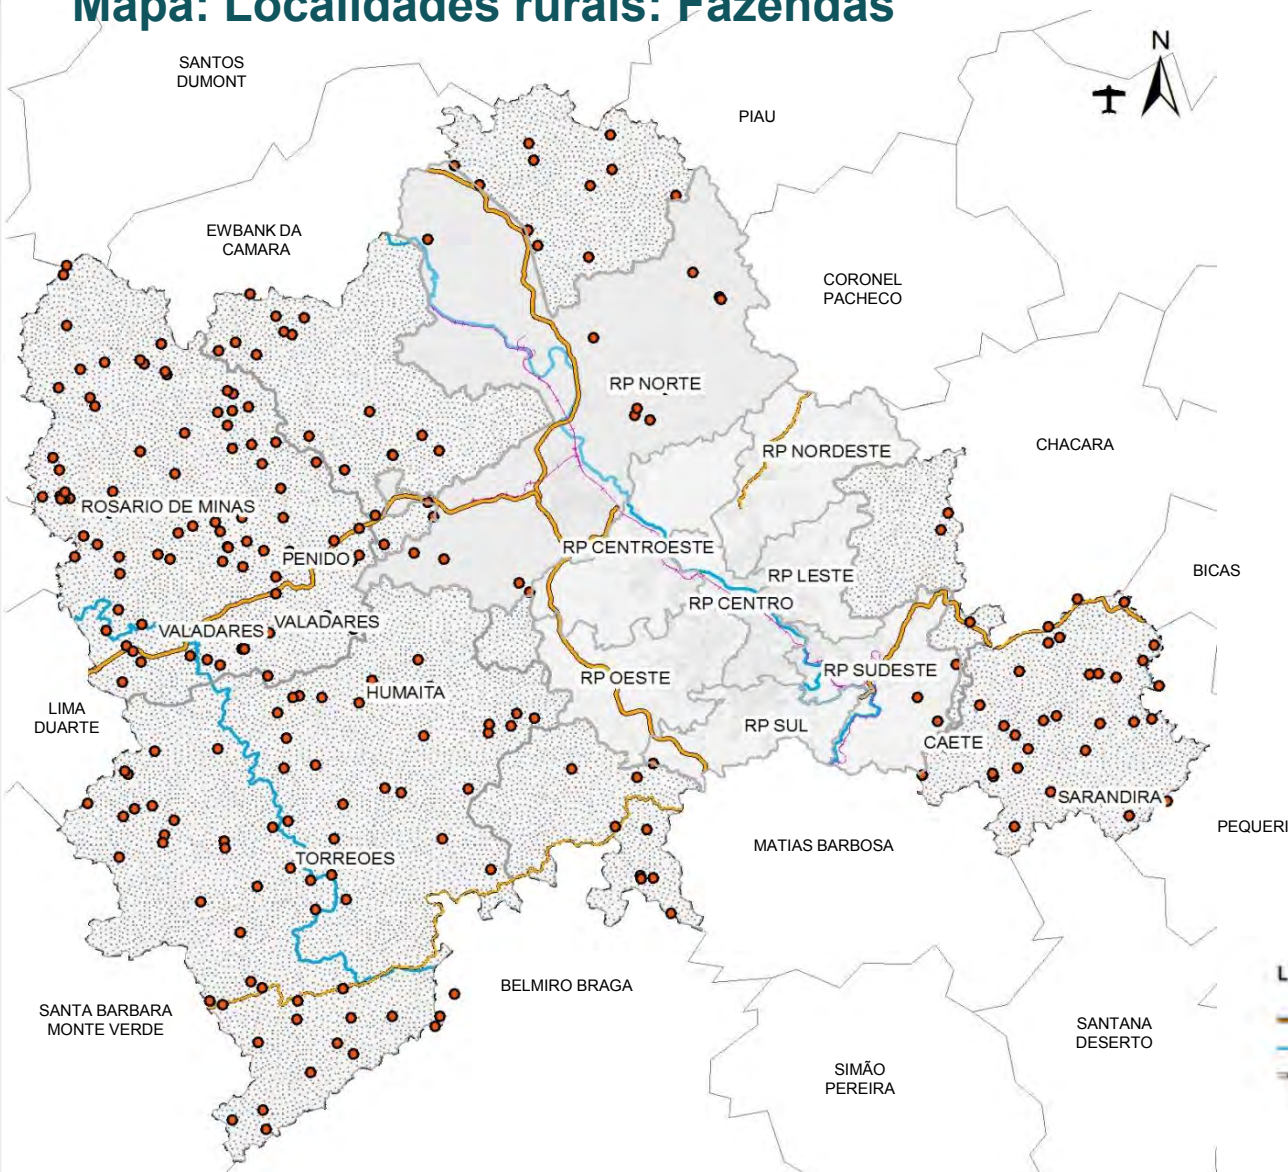 Mapa: Localidades rurais: Fazendas
N
SANTOS
DUMONT
PIAU
EWBANK DA
CAMARA
CORONEL
PACHECO
RP NORTE
CHACARA
RP NORDESTE
ROSARIO DE MINAS
RP CENTROESTE
PENIDO
BICAS
RP LESTE
RP CENTRO
VALADARES
VALADARES
RP SUDESTE
RP OESTE
HUMAITA
LIMA
DUARTE
RP SUL
CAETE
SARANDIRA
PEQUERI
MATIAS BARBOSA
TORREOES
BELMIRO BRAGA
L
SANTA BARBARA
MONTE VERDE
SANTANA
DESERTO
SIMÃO
PEREIRA